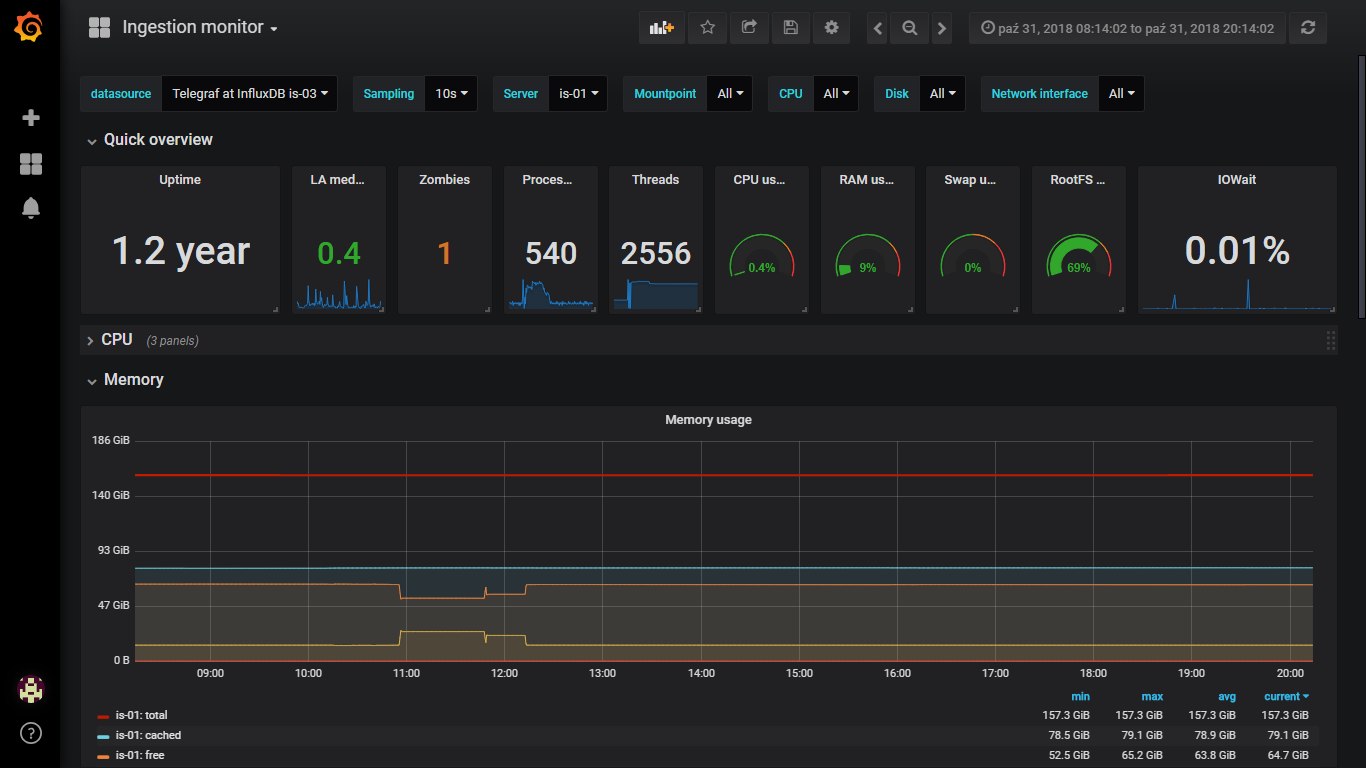 Ingestion monitor
paź 31, 2018 08:14:02 to paź 31, 2018 20:14:02
datasource Telegraf at InfluxDB is-03 Sampling 10s Server is-01 Mountpoint All CPU All Disk All Network interface All
Quick overview
Uptime LA med... Zombies Proces... Threads CPU us... RAM us... Swap u... RootFS ... IOWait
1.2 year 0.4 1 540 2556 0.4% 9% 0% 69% 0.01%
CPU (3 panels)
Memory
Memory usage
186 GiB
140 GiB
93 GiB
47 GiB
0 B
09:00 10:00 11:00 12:00 13:00 14:00 15:00 16:00 17:00 18:00 19:00 20:00
min max avg current
is-01: total 157.3 GiB 157.3 GiB 157.3 GiB 157.3 GiB
is-01: cached 78.5 GiB 79.1 GiB 78.9 GiB 79.1 GiB
is-01: free 52.5 GiB 65.2 GiB 63.8 GiB 64.7 GiB